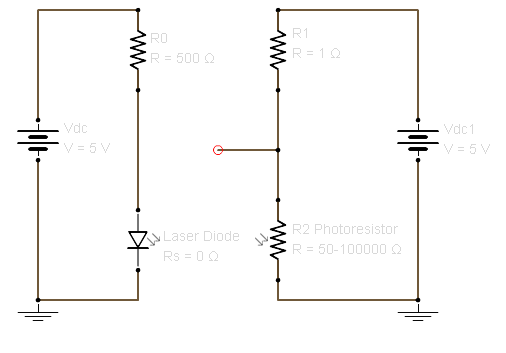 R0
R = 500 Ω
R1
R = 1 Ω
Vdc
V = 5 V
Vdc1
V = 5 V
Laser Diode
Rs = 0 Ω
R2 Photoresistor
R = 50-100000 Ω